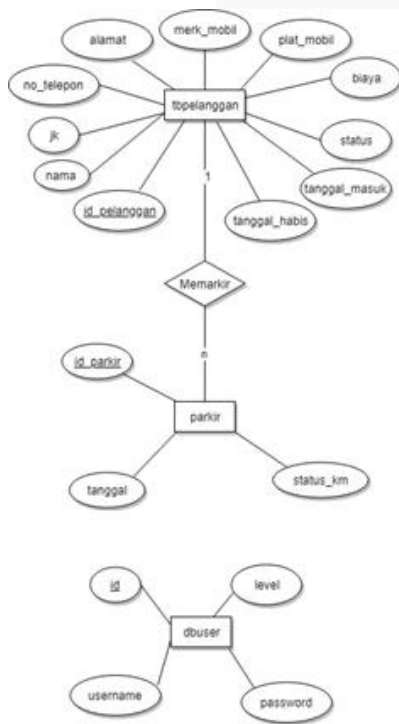 merk_mobil
alamat
plat_mobil
no_telepon
biaya
tbpelanggan
jk
status
nama
tanggal_masuk
id_pelanggan
tanggal_habis
1
Memarkir
n
id_parkir
parkir
tanggal
status_km
id
level
dbuser
username
password